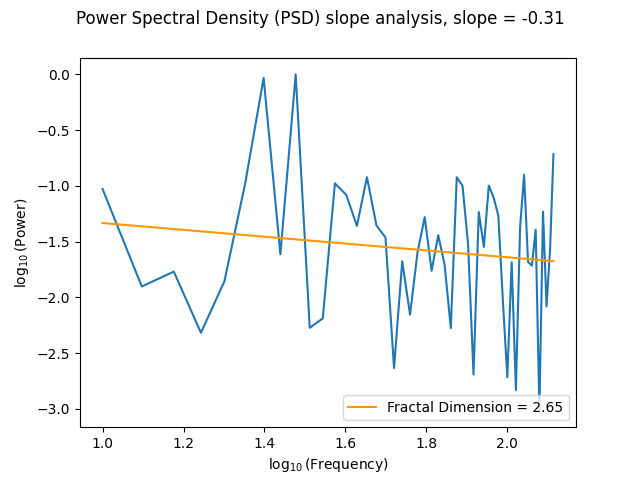 Power Spectral Density (PSD) slope analysis, slope = -0.31
log₁₀(Power)
0.0
−0.5
−1.0
−1.5
−2.0
−2.5
−3.0
Fractal Dimension = 2.65
1.0 1.2 1.4 1.6 1.8 2.0
log₁₀(Frequency)